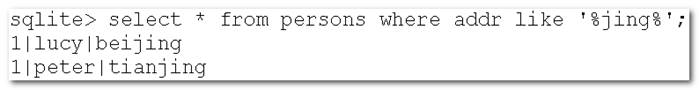 sqlite> select * from persons where addr like '%jing%';
1|lucy|beijing
1|peter|tianjing